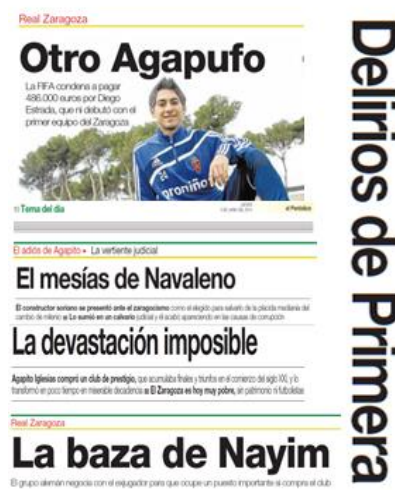 Real Zaragoza
Otro Agapufo
La FIFA condena a pagar
486.000 euros por Diego
Estrada, que ni debutó con el
primer equipo del Zaragoza
proniño
Tema del día
el Periódico
El adiós de Agapito • La vertiente judicial
El mesías de Navaleno
El constructor soriano se presentó ante el zaragocismo como el elegido para salvarlo de la plácida medianía del
cambio de milenio Lo sumió en un calvario judicial y él acabó apareciendo en las causas de corrupción
La devastación imposible
Agapito Iglesias compró un club de prestigio, que acumulaba finales y triunfos en el comienzo del siglo XXI, y lo
transformó en poco tiempo en miserable decadencia El Zaragoza es hoy muy pobre, sin patrimonio ni futbolistas
Real Zaragoza
La baza de Nayim
El grupo alemán negocia con el exjugador para que ocupe un puesto importante si compra el club
Delirios de Primera